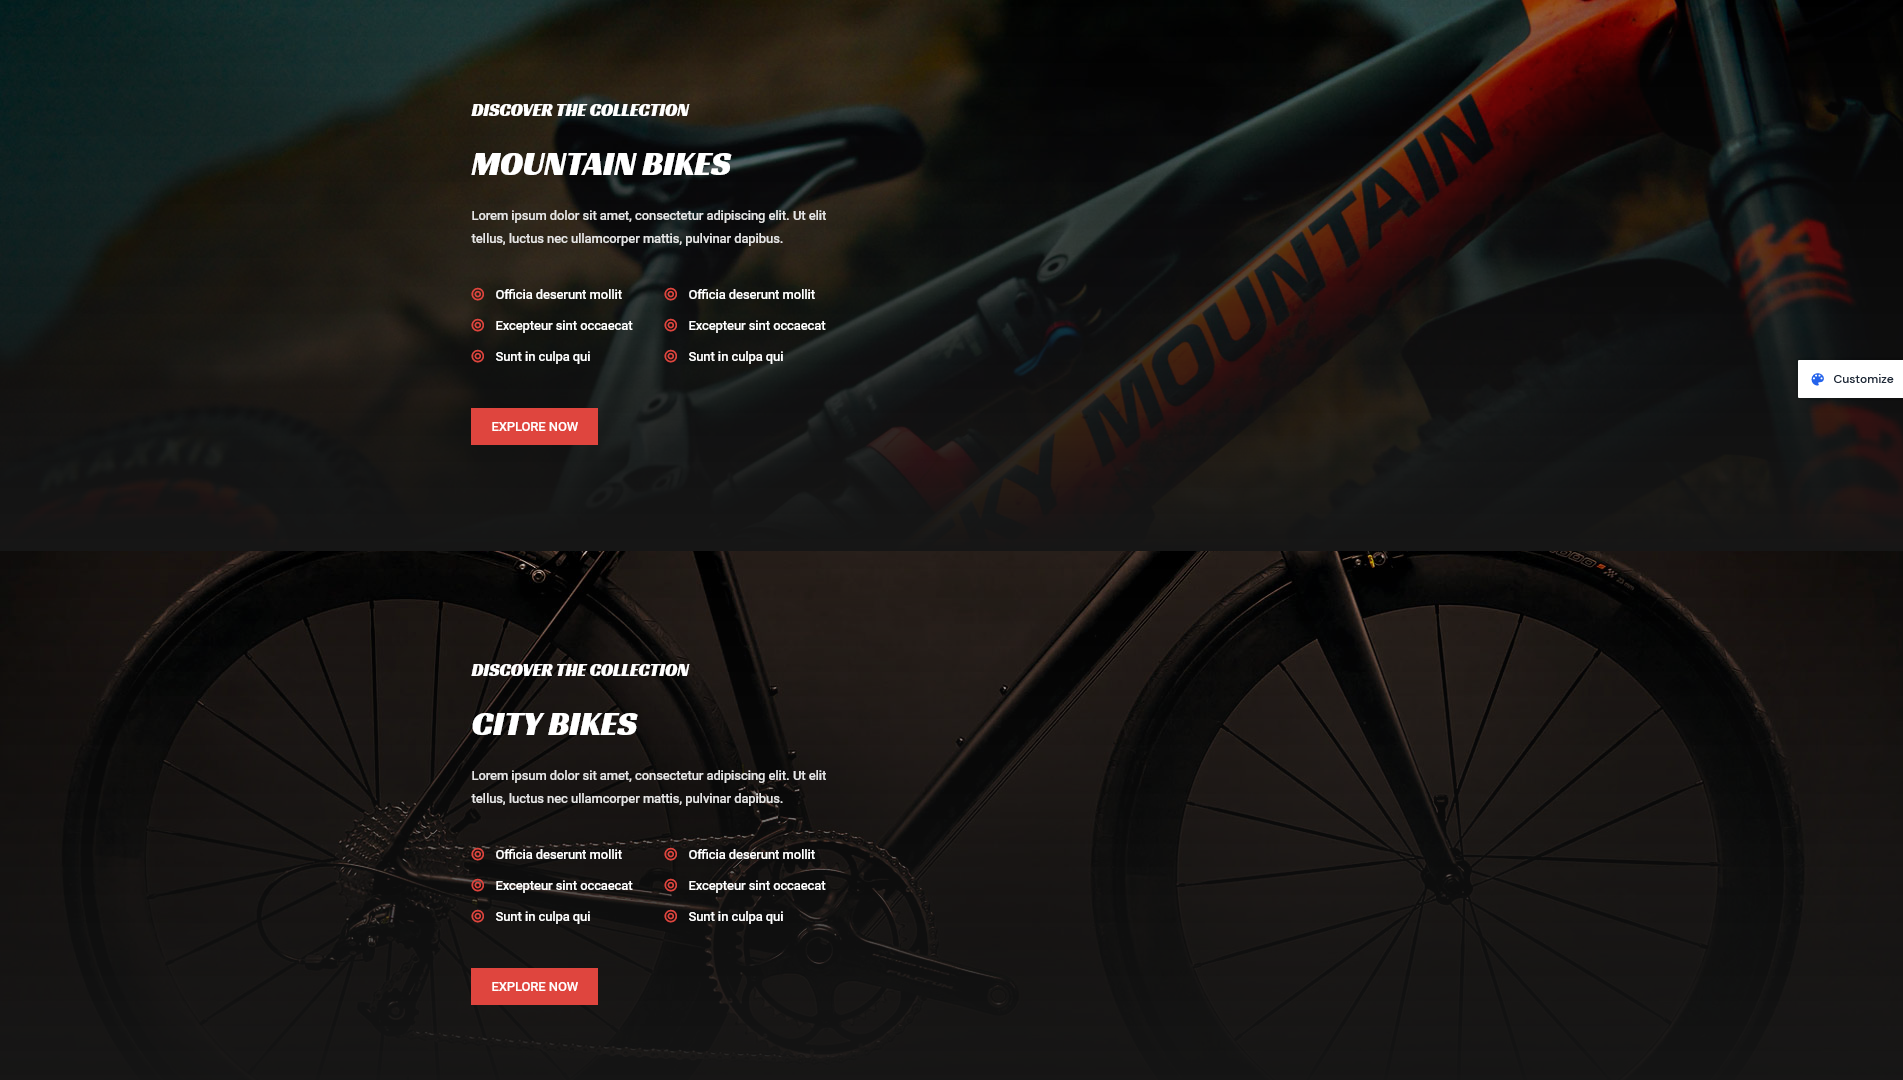 DISCOVER THE COLLECTION
MOUNTAIN BIKES
Lorem ipsum dolor sit amet, consectetur adipiscing elit. Ut elit
tellus, luctus nec ullamcorper mattis, pulvinar dapibus.
Officia deserunt mollit
Officia deserunt mollit
Excepteur sint occaecat
Excepteur sint occaecat
Sunt in culpa qui
Sunt in culpa qui
EXPLORE NOW
MAXXIS
KY MOUNTAIN
Customize
DISCOVER THE COLLECTION
CITY BIKES
Lorem ipsum dolor sit amet, consectetur adipiscing elit. Ut elit
tellus, luctus nec ullamcorper mattis, pulvinar dapibus.
Officia deserunt mollit
Officia deserunt mollit
Excepteur sint occaecat
Excepteur sint occaecat
Sunt in culpa qui
Sunt in culpa qui
EXPLORE NOW